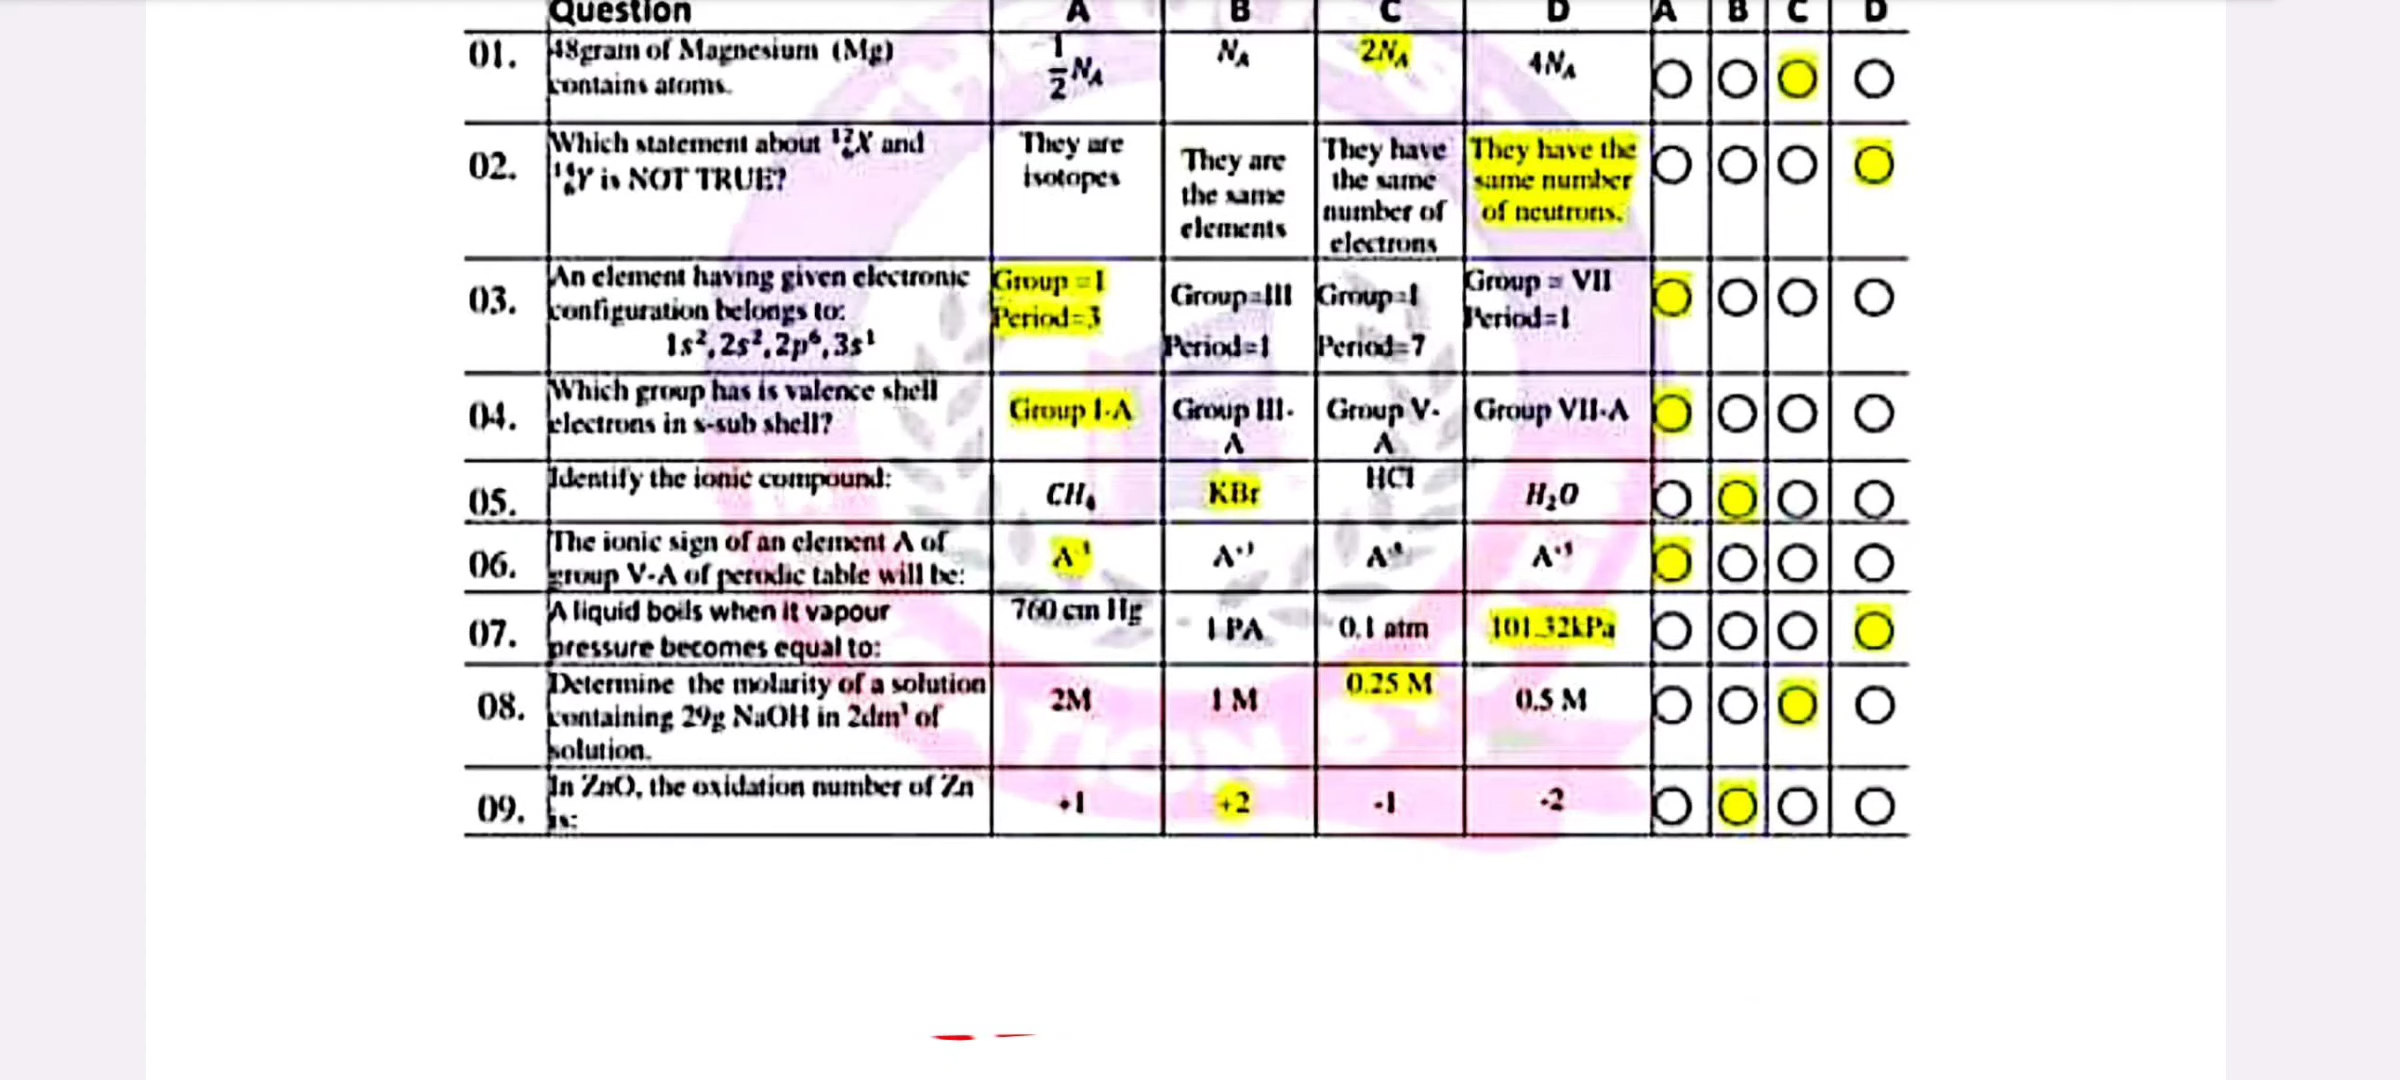 Question A B C D A B C D
01. 48gram of Magnesium (Mg) contains atoms. 1/2 N_A N_A 2N_A 4N_A
02. Which statement about ¹²₆X and ¹⁴₆Y is NOT TRUE? They are isotopes They are the same elements They have the same number of electrons They have the same number of neutrons.
03. An element having given electronic configuration belongs to: 1s², 2s², 2p⁶, 3s¹ Group =1 Period=3 Group=III Period=1 Group=I Period=7 Group = VII Period=1
04. Which group has is valence shell electrons in s-sub shell? Group I-A Group III-A Group V-A Group VII-A
05. Identify the ionic compound: CH₄ KBr HCl H₂O
06. The ionic sign of an element A of group V-A of perodic table will be: A A A A
07. A liquid boils when it vapour pressure becomes equal to: 760 cm Hg 1 PA 0.1 atm 101.32kPa
08. Determine the molarity of a solution containing 29g NaOH in 2dm³ of solution. 2M 1 M 0.25 M 0.5 M
09. In ZnO, the oxidation number of Zn is: +1 +2 -1 -2
TION S